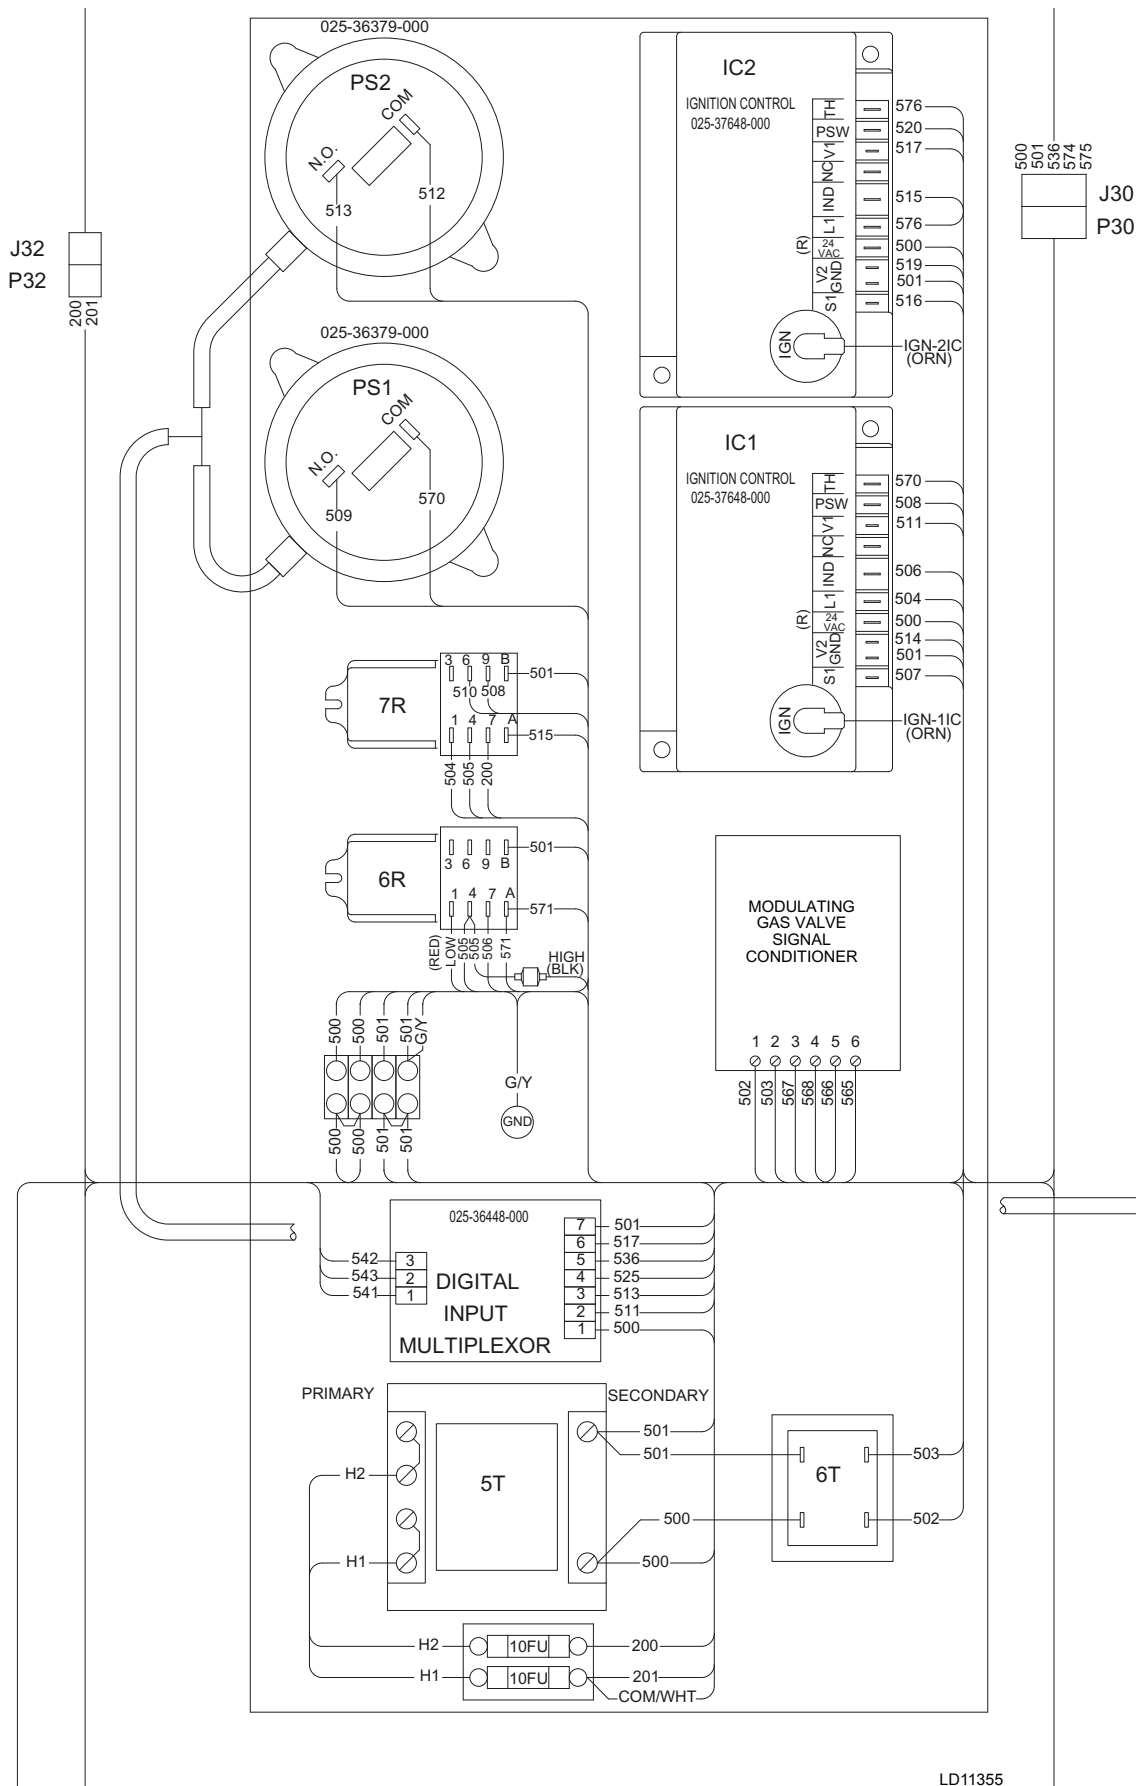 025-36379-000
PS2
COM
N.O.
513
512
025-36379-000
PS1
COM
N.O.
509
570
J32
P32
200
201
IC2
IGNITION CONTROL
025-37648-000
TH
PSW
V1
NC
IND
L1
(R)
24
VAC
V2
GND
S1
IGN
576
520
517
515
576
500
519
501
516
IGN-2IC
(ORN)
500
501
536
574
575
J30
P30
IC1
IGNITION CONTROL
025-37648-000
TH
PSW
V1
NC
IND
L1
(R)
24
VAC
V2
GND
S1
IGN
570
508
511
506
504
500
514
501
507
IGN-1IC
(ORN)
7R
3 6 9 B
501
510 508
1 4 7 A
515
504
505
200
6R
501
3 6 9 B
1 4 7 A
571
(RED)
LOW
505
505
506
571
HIGH
(BLK)
500
500
501
501
G/Y
G/Y
GND
500
500
501
501
MODULATING
GAS VALVE
SIGNAL
CONDITIONER
1 2 3 4 5 6
502
503
567
568
566
565
025-36448-000
DIGITAL
INPUT
MULTIPLEXOR
542 3
543 2
541 1
7 501
6 517
5 536
4 525
3 513
2 511
1 500
PRIMARY
SECONDARY
5T
H2
H1
501
501
500
500
6T
503
502
H2 10FU 200
H1 10FU 201
COM/WHT
LD11355